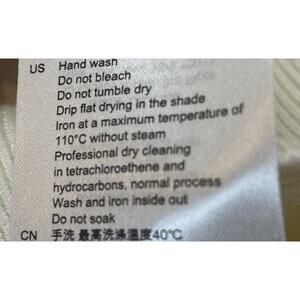 US Hand wash
Do not bleach
Do not tumble dry
Drip flat drying in the shade
Iron at a maximum temperature of
110°C without steam
Professional dry cleaning
in tetrachloroethene and
hydrocarbons, normal process
Wash and iron inside out
Do not soak
CN 手洗 最高洗涤温度40℃